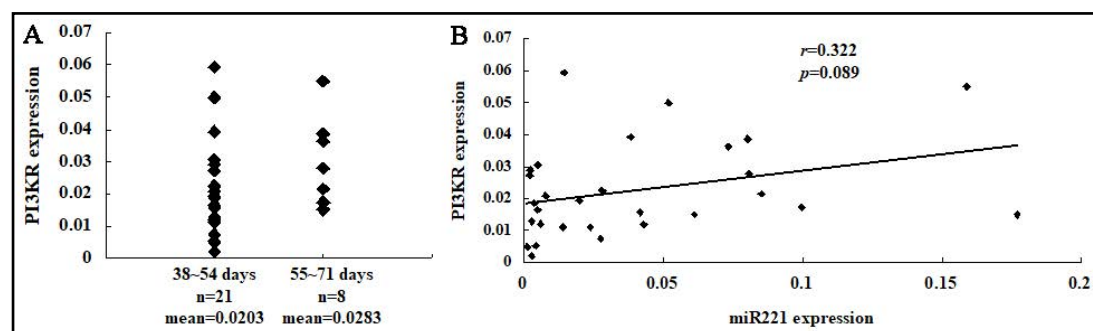 A
PI3KR expression
0.07
0.06
0.05
0.04
0.03
0.02
0.01
0
38~54 days
n=21
mean=0.0203
55~71 days
n=8
mean=0.0283
B
PI3KR expression
0.07
0.06
0.05
0.04
0.03
0.02
0.01
0
r=0.322
p=0.089
0
0.05
0.1
0.15
0.2
miR221 expression